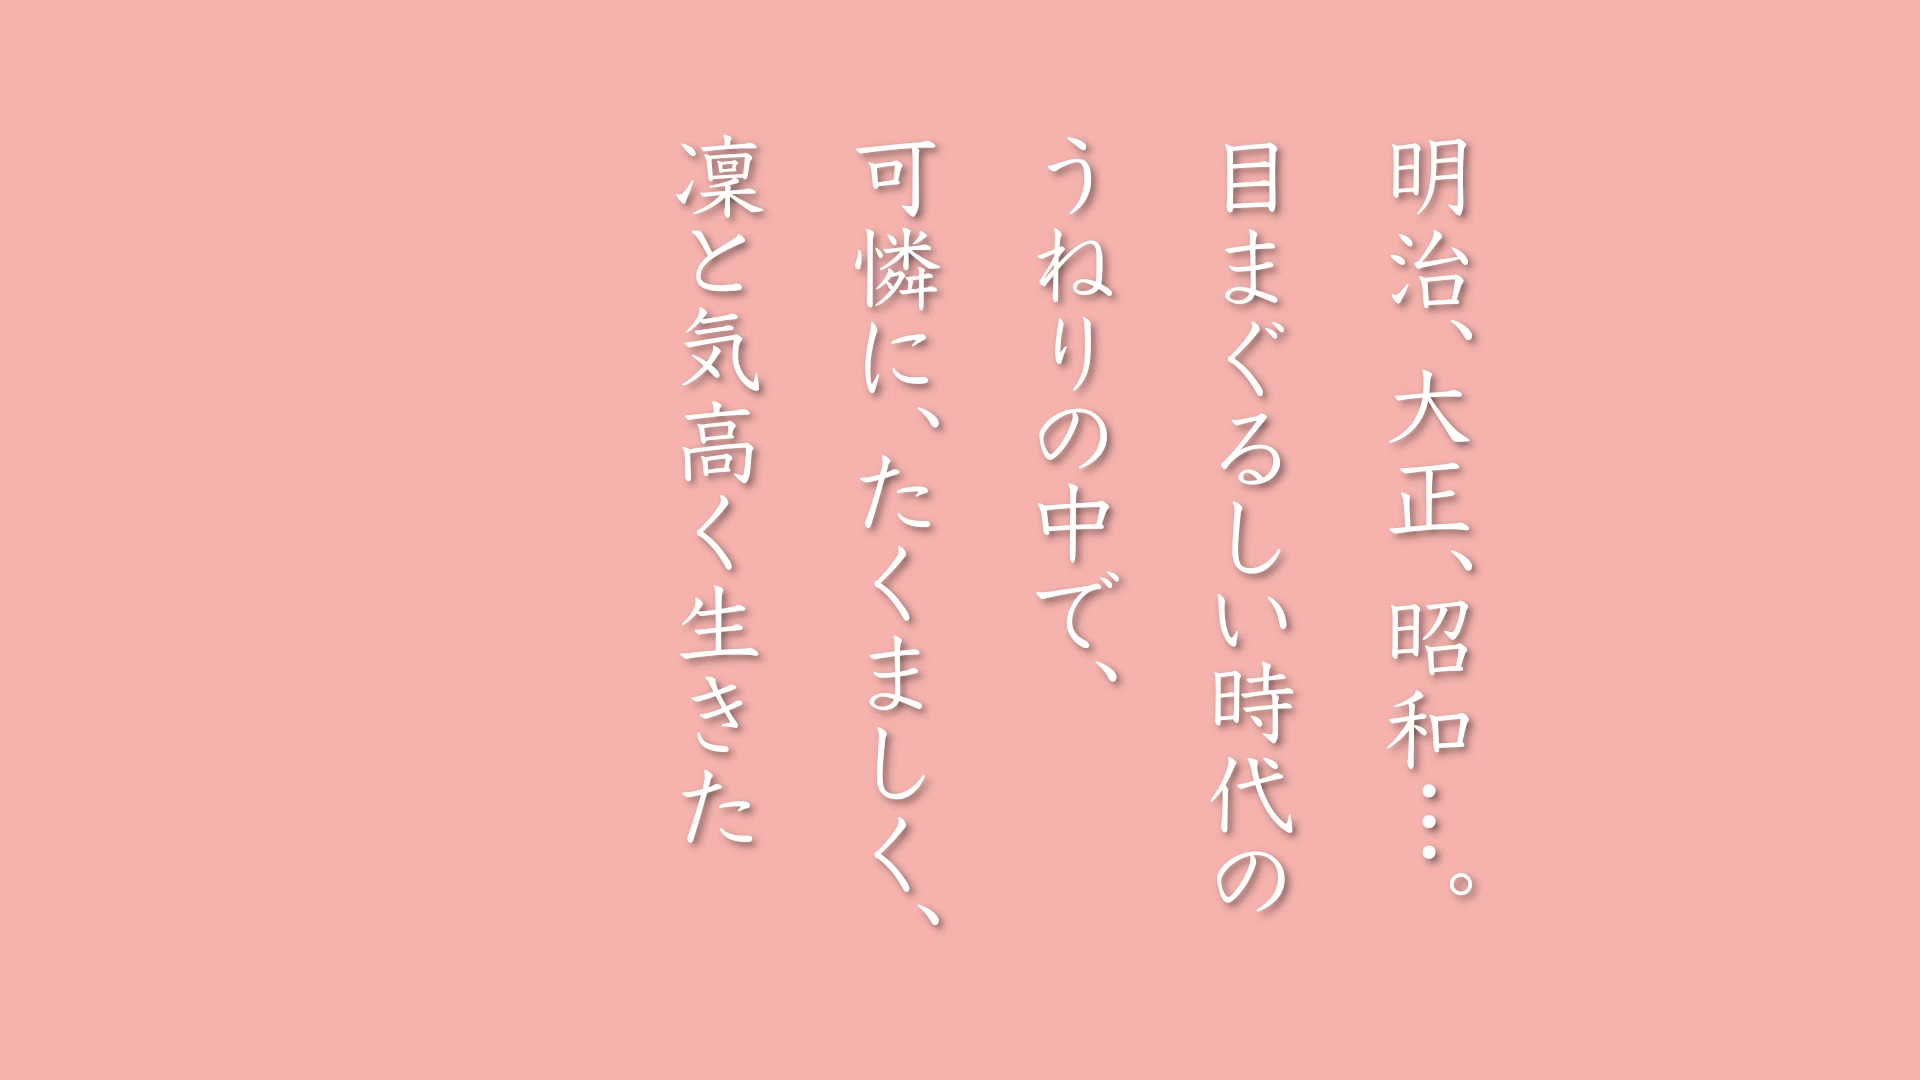 明治、大正、昭和…。
目まぐるしい時代の
うねりの中で、
可憐に、たくましく、
凜と気高く生きた